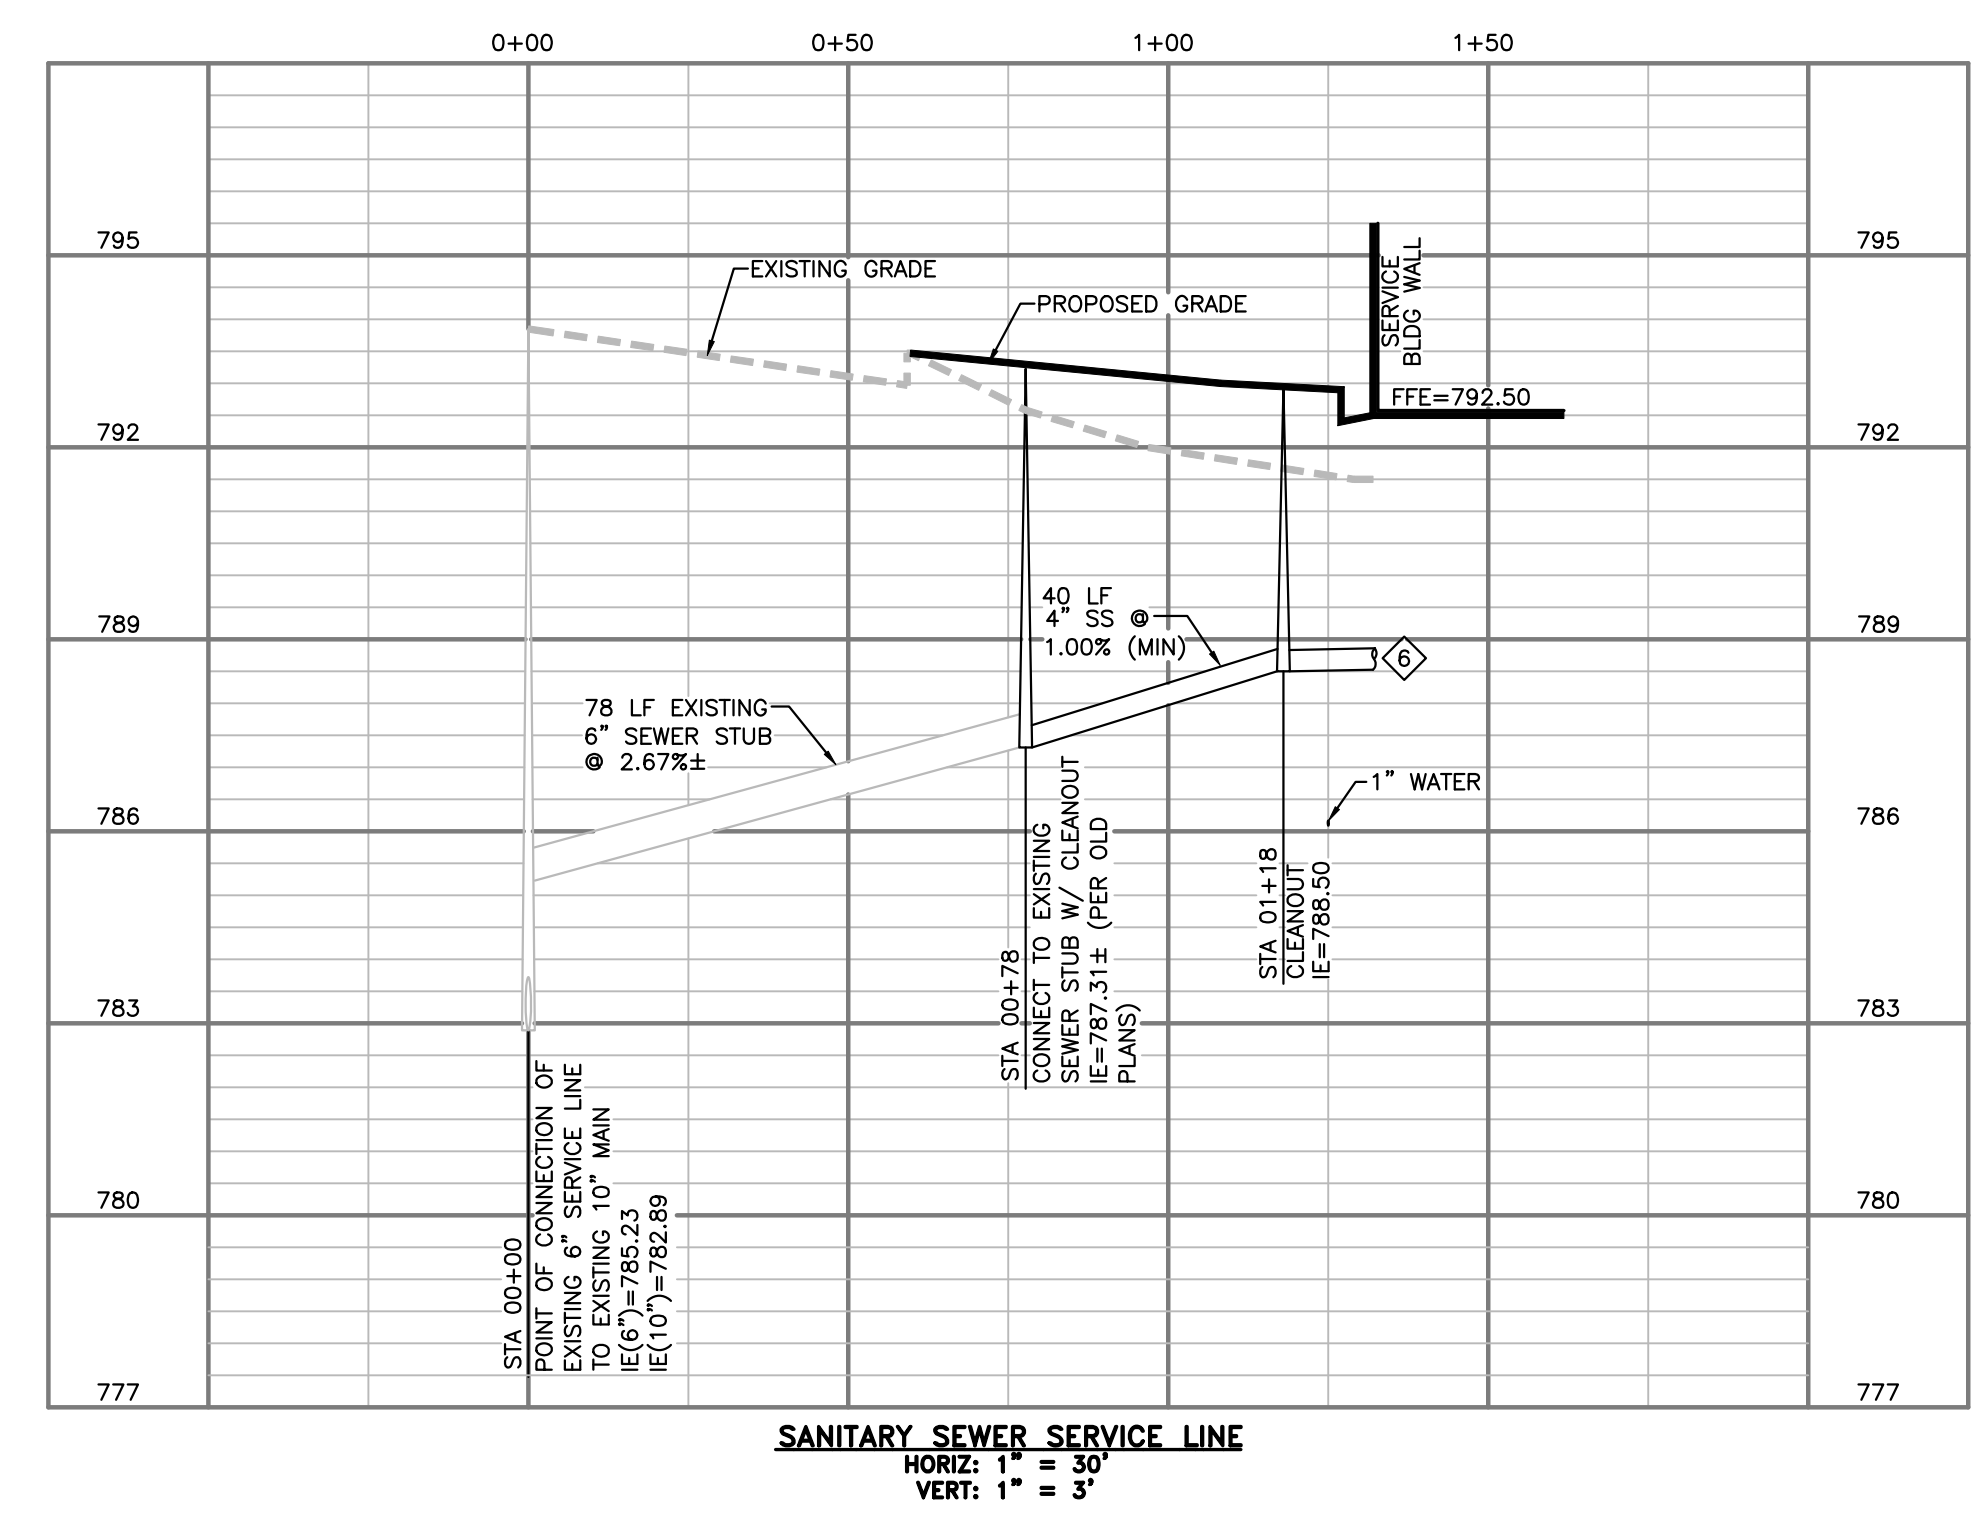 0+00
0+50
1+00
1+50
795
795
792
792
789
789
786
786
783
783
780
780
777
777
EXISTING GRADE
PROPOSED GRADE
SERVICE
BLDG WALL
FFE=792.50
40 LF
4” SS @
1.00% (MIN)
6
78 LF EXISTING
6” SEWER STUB
@ 2.67%±
1” WATER
STA 00+00
POINT OF CONNECTION OF
EXISTING 6” SERVICE LINE
TO EXISTING 10” MAIN
IE(6”)=785.23
IE(10”)=782.89
STA 00+78
CONNECT TO EXISTING
SEWER STUB W/ CLEANOUT
IE=787.31± (PER OLD
PLANS)
STA 01+18
CLEANOUT
IE=788.50
SANITARY SEWER SERVICE LINE
HORIZ: 1” = 30’
VERT: 1” = 3’